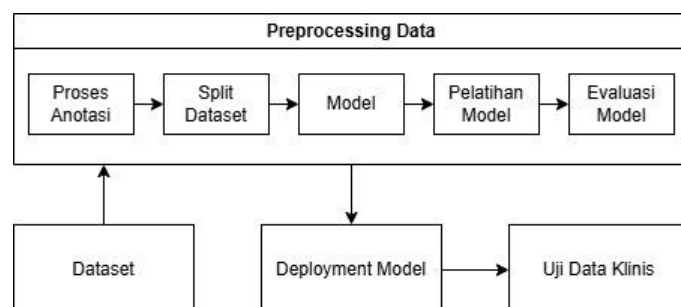 Preprocessing Data
Proses
Anotasi
Split
Dataset
Model
Pelatihan
Model
Evaluasi
Model
Dataset
Deployment Model
Uji Data Klinis